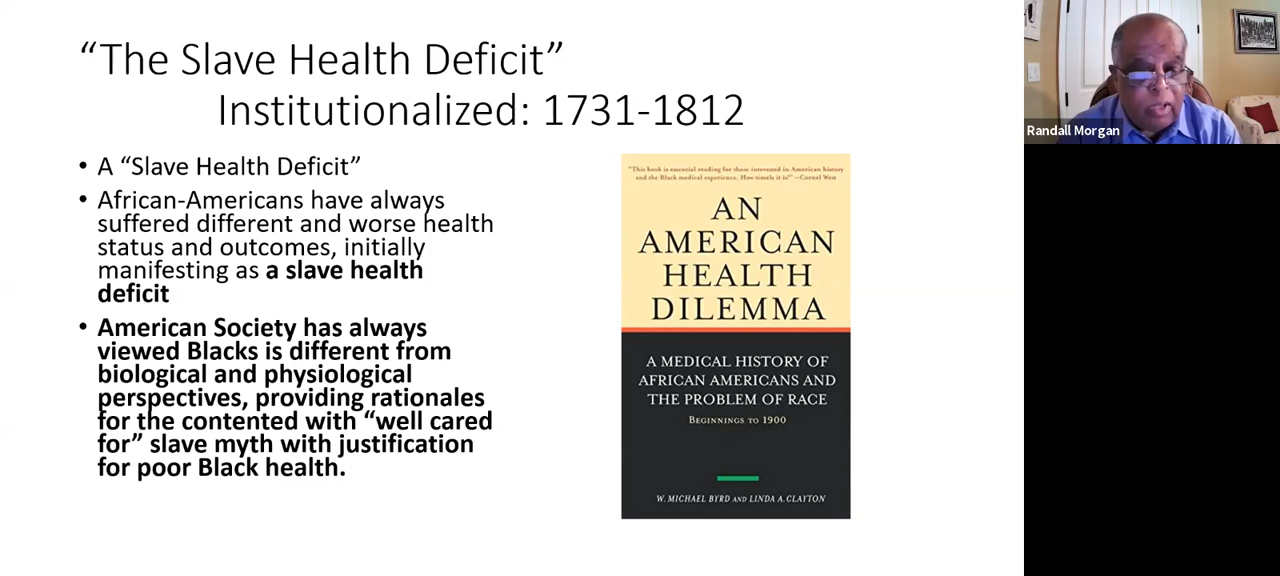 “The Slave Health Deficit”
Institutionalized: 1731-1812
• A “Slave Health Deficit”
• African-Americans have always
suffered different and worse health
status and outcomes, initially
manifesting as a slave health
deficit
• American Society has always
viewed Blacks is different from
biological and physiological
perspectives, providing rationales
for the contented with “well cared
for” slave myth with justification
for poor Black health.
"This book is essential reading for those interested in American history
and the Black medical experience. How timely it is!" —Cornel West
AN
AMERICAN
HEALTH
DILEMMA
A MEDICAL HISTORY OF
AFRICAN AMERICANS AND
THE PROBLEM OF RACE
BEGINNINGS TO 1900
W. MICHAEL BYRD AND LINDA A. CLAYTON
Randall Morgan